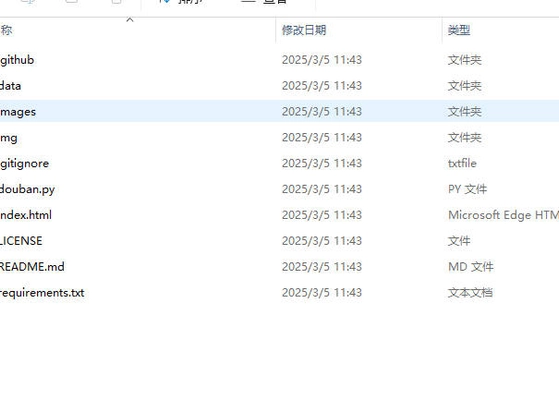 称 修改日期 类型
github 2025/3/5 11:43 文件夹
data 2025/3/5 11:43 文件夹
mages 2025/3/5 11:43 文件夹
mg 2025/3/5 11:43 文件夹
gitignore 2025/3/5 11:43 txtfile
douban.py 2025/3/5 11:43 PY 文件
ndex.html 2025/3/5 11:43 Microsoft Edge HTM
LICENSE 2025/3/5 11:43 文件
README.md 2025/3/5 11:43 MD 文件
requirements.txt 2025/3/5 11:43 文本文档